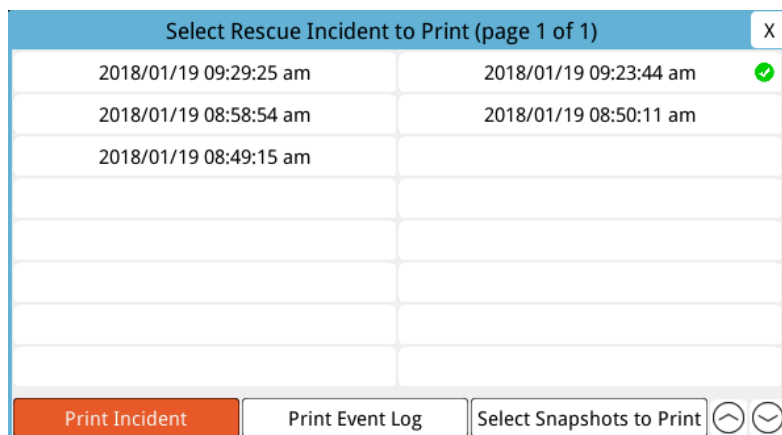 Select Rescue Incident to Print (page 1 of 1) X
2018/01/19 09:29:25 am 2018/01/19 09:23:44 am
2018/01/19 08:58:54 am 2018/01/19 08:50:11 am
2018/01/19 08:49:15 am
Print Incident Print Event Log Select Snapshots to Print